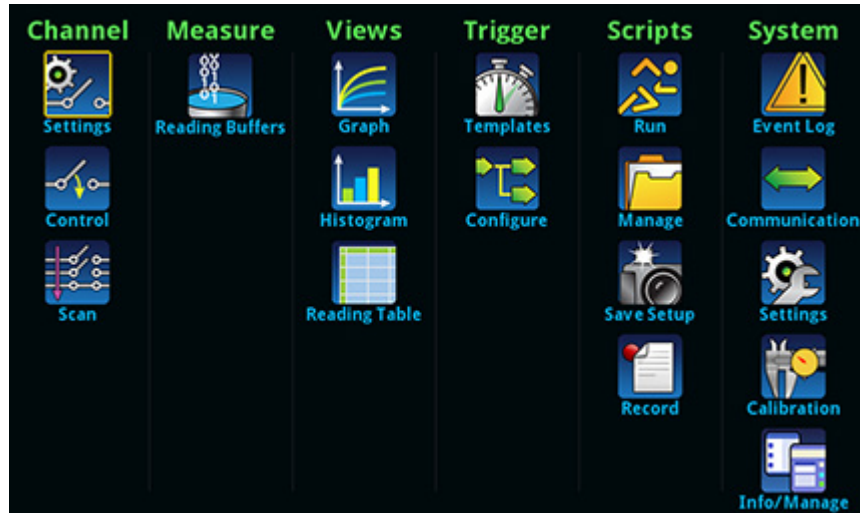 Channel Measure Views Trigger Scripts System
Settings Reading Buffers Graph Templates Run Event Log
Control Histogram Configure Manage Communication
Scan Reading Table Save Setup Settings
Record Calibration
Info/Manage